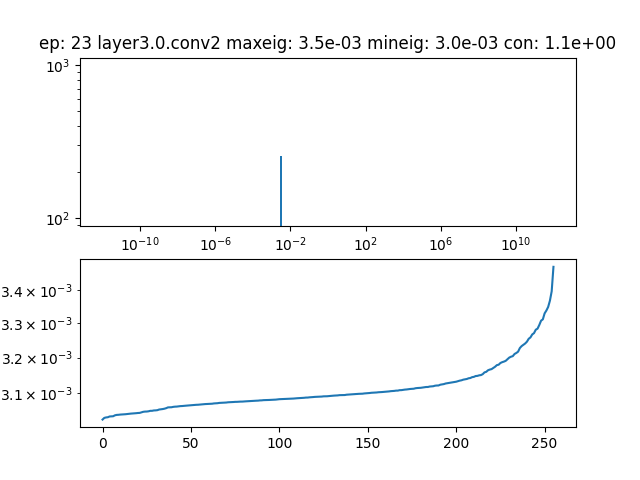 ep: 23 layer3.0.conv2 maxeig: 3.5e-03 mineig: 3.0e-03 con: 1.1e+00
10³
10²
10⁻¹⁰ 10⁻⁶ 10⁻² 10² 10⁶ 10¹⁰
3.4 × 10⁻³
3.3 × 10⁻³
3.2 × 10⁻³
3.1 × 10⁻³
0 50 100 150 200 250